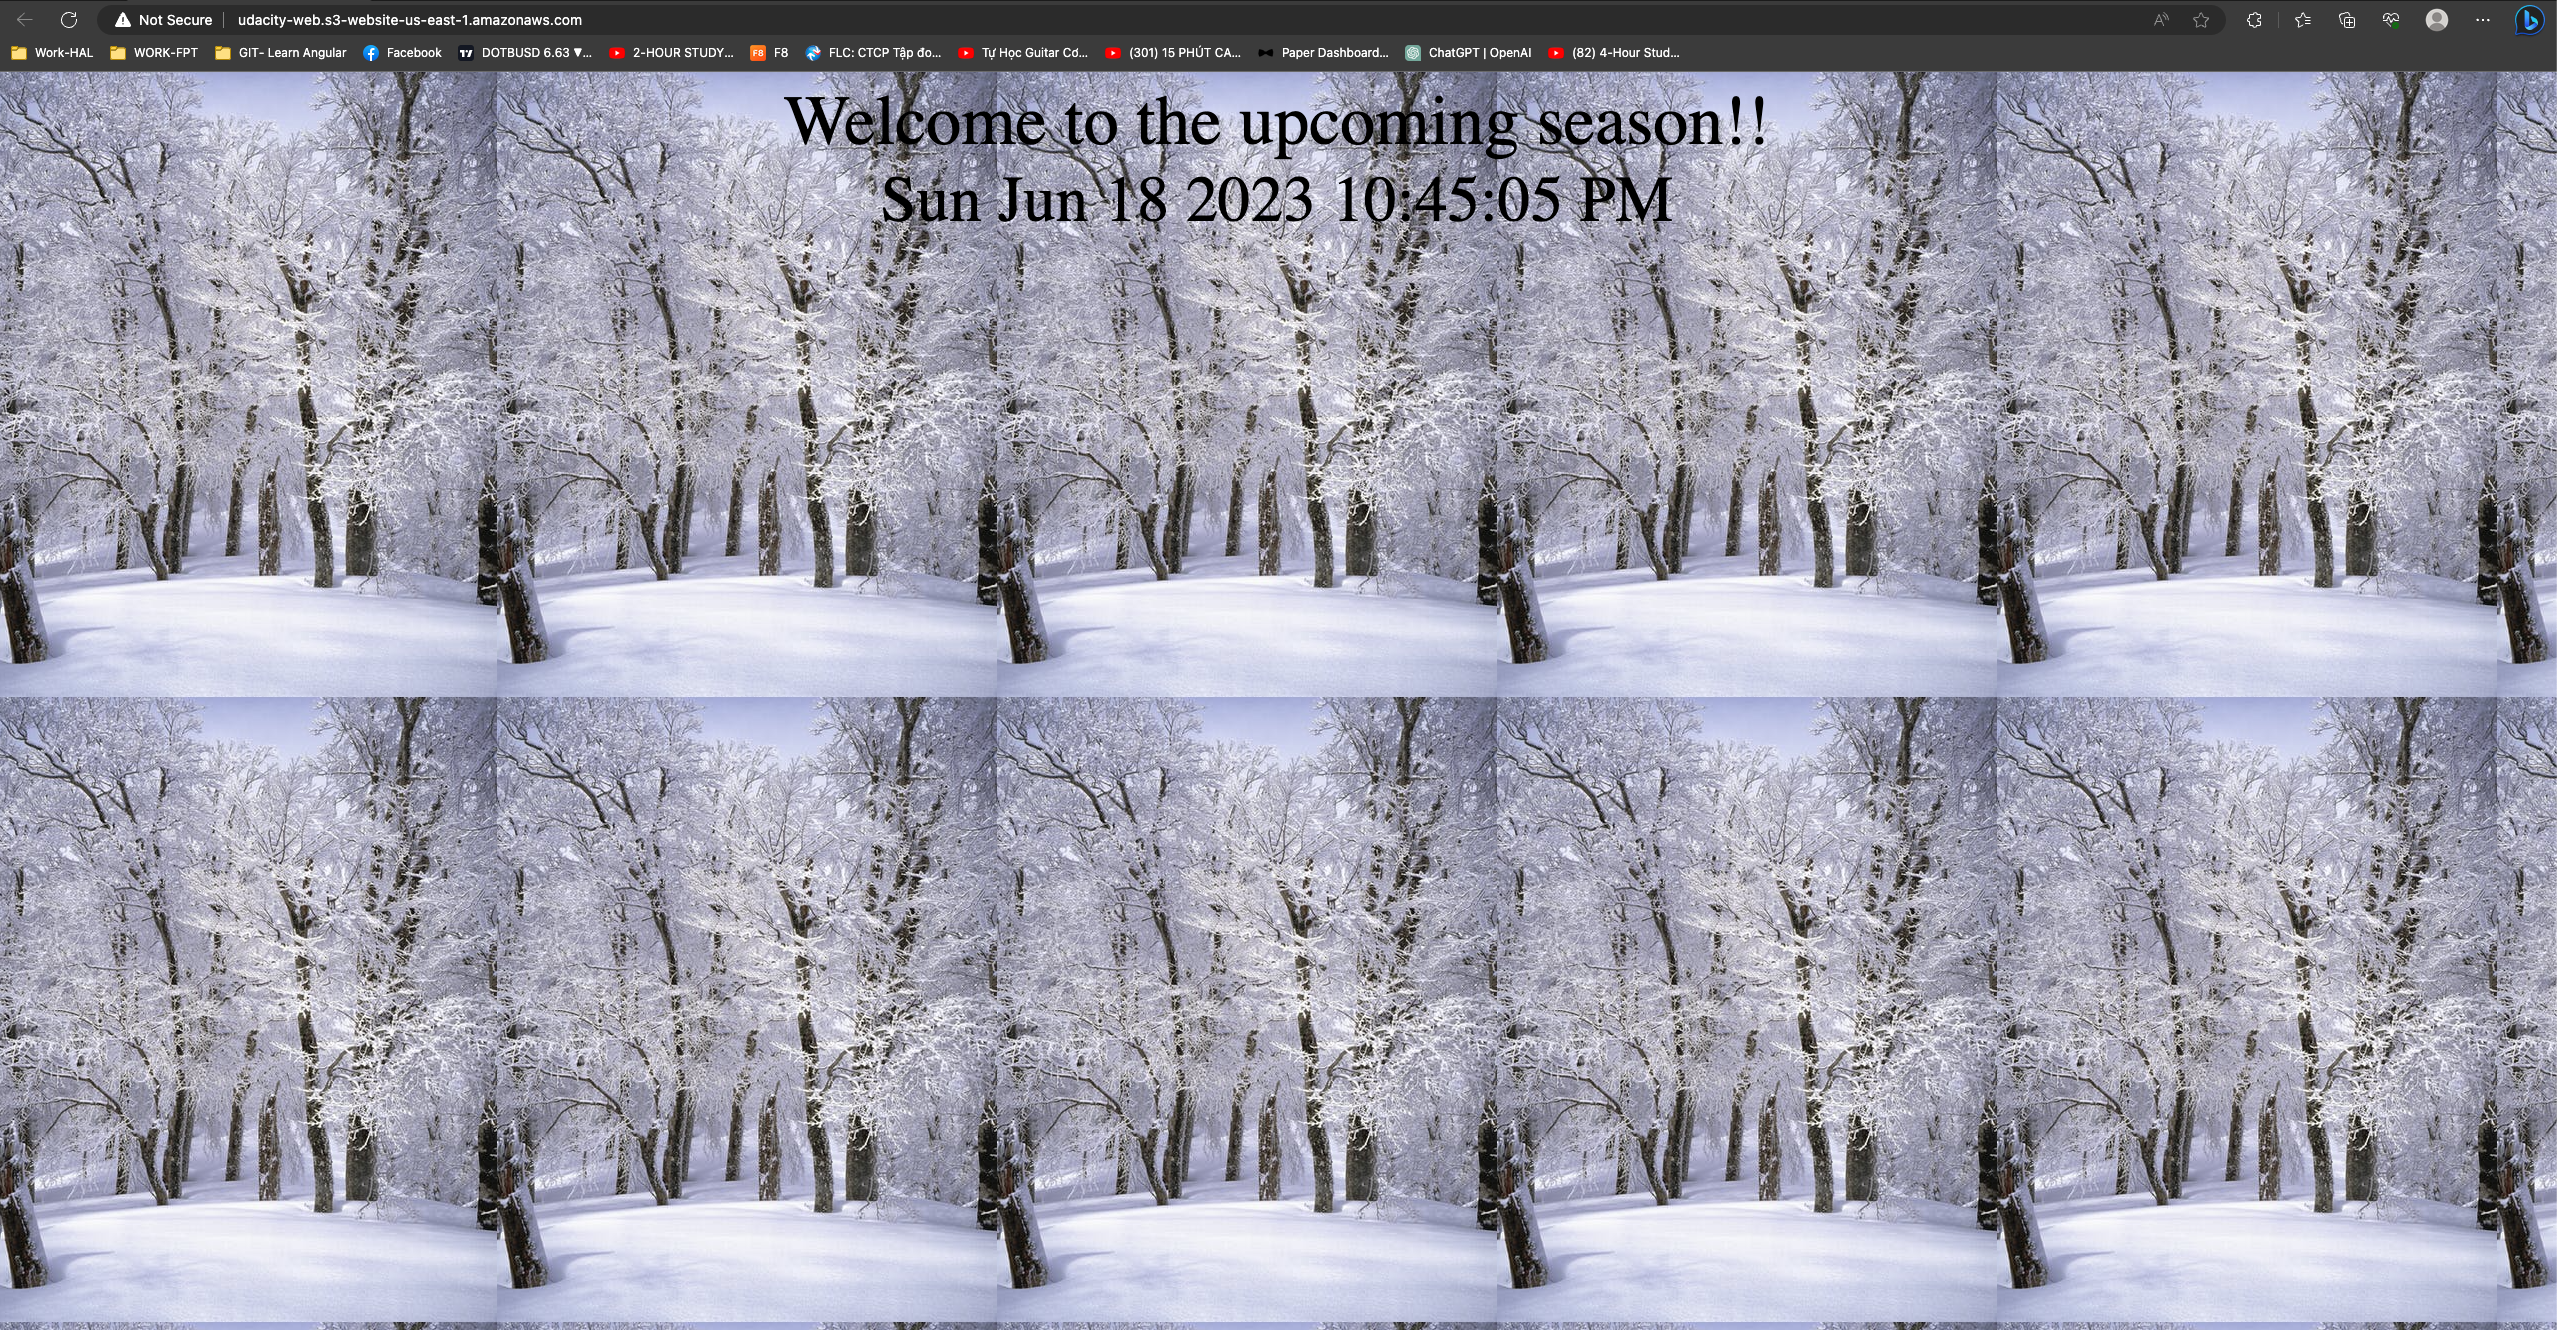 Not Secure udacity-web.s3-website-us-east-1.amazonaws.com
Work-HAL WORK-FPT GIT- Learn Angular Facebook DOTBUSD 6.63 ▼... 2-HOUR STUDY... F8 F8 FLC: CTCP Tập đo... Tự Học Guitar Cơ... (301) 15 PHÚT CA... Paper Dashboard... ChatGPT | OpenAI (82) 4-Hour Stud...
Welcome to the upcoming season!!
Sun Jun 18 2023 10:45:05 PM